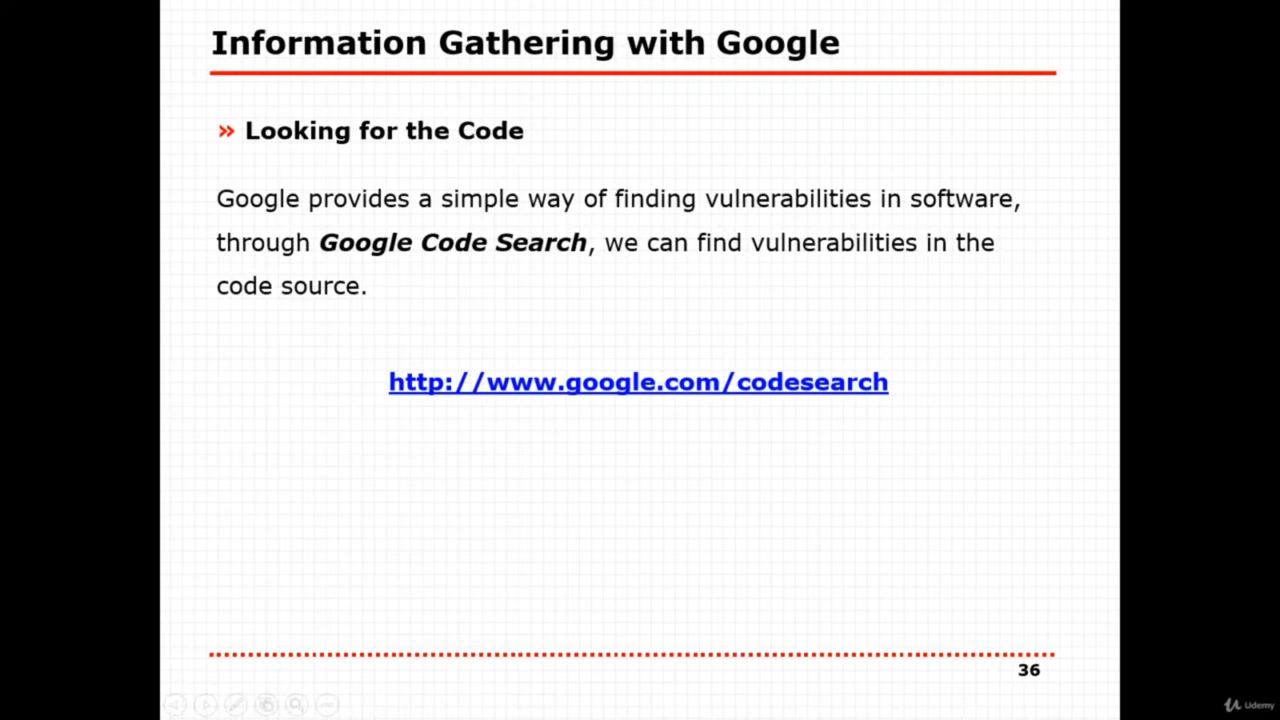 Information Gathering with Google
» Looking for the Code
Google provides a simple way of finding vulnerabilities in software,
through Google Code Search, we can find vulnerabilities in the
code source.
http://www.google.com/codesearch
36
Udemy